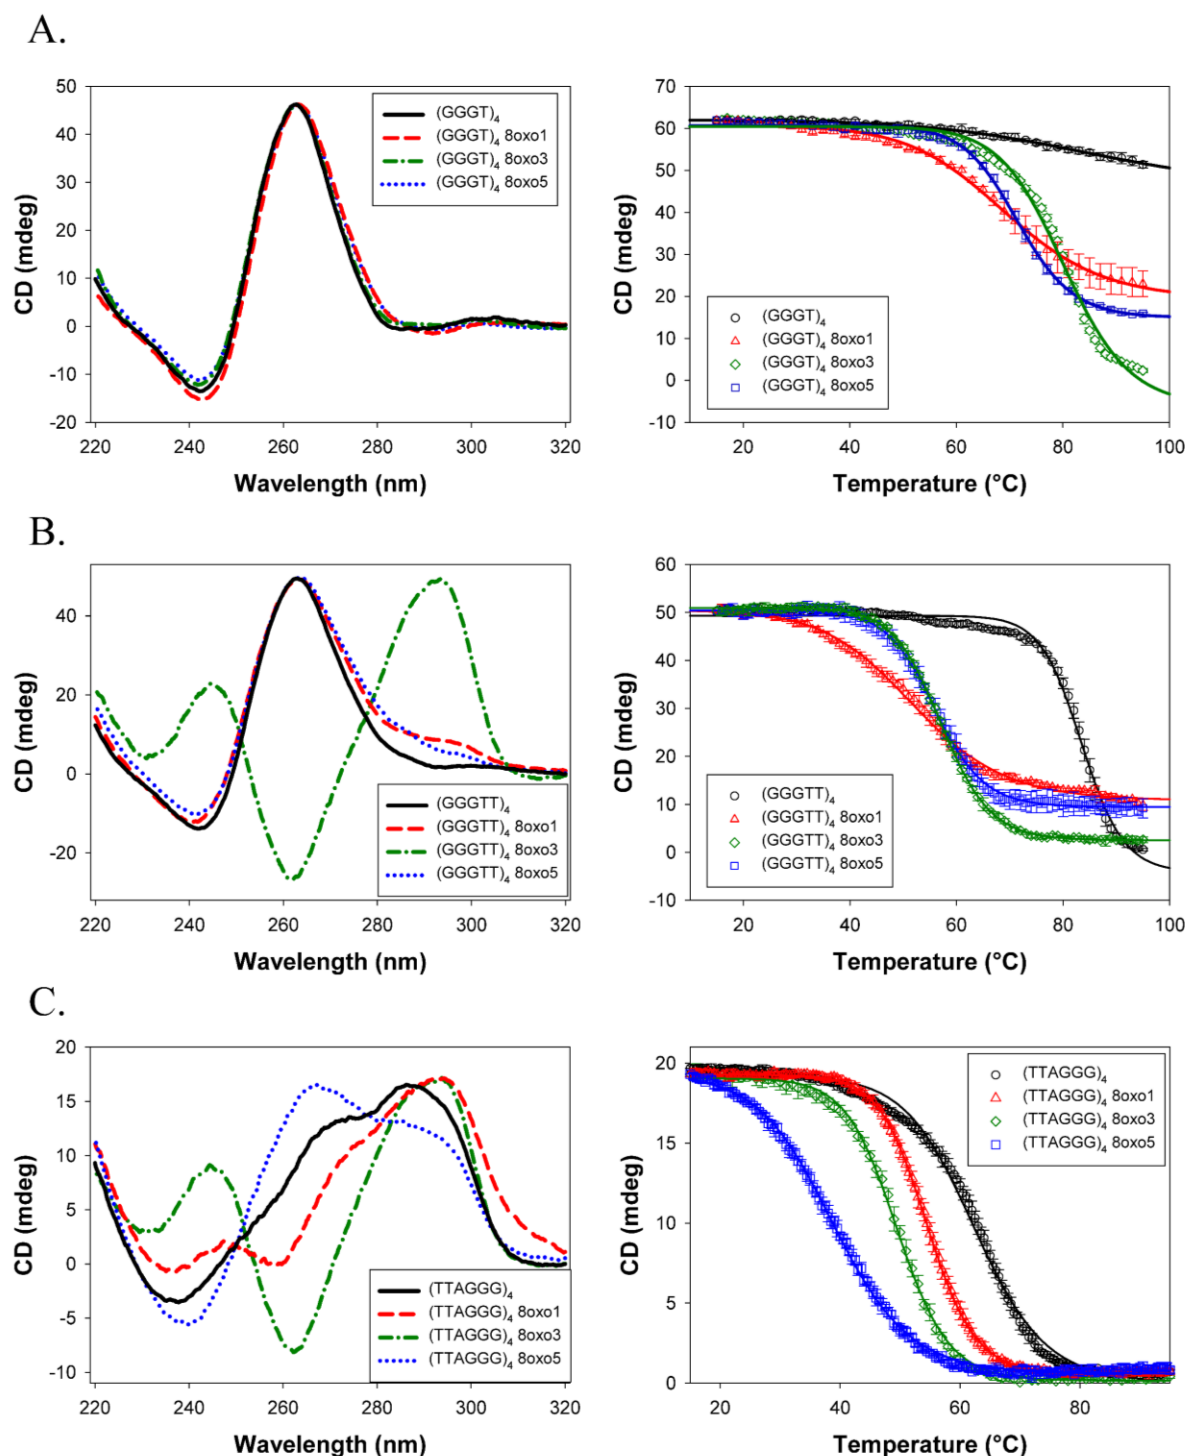 A.
CD (mdeg)
50
40
30
20
10
0
-10
-20
220 240 260 280 300 320
Wavelength (nm)
(GGGT)4
(GGGT)4 8oxo1
(GGGT)4 8oxo3
(GGGT)4 8oxo5
CD (mdeg)
70
60
50
40
30
20
10
0
-10
20 40 60 80 100
Temperature (°C)
(GGGT)4
(GGGT)4 8oxo1
(GGGT)4 8oxo3
(GGGT)4 8oxo5
B.
CD (mdeg)
40
20
0
-20
220 240 260 280 300 320
Wavelength (nm)
(GGGTT)4
(GGGTT)4 8oxo1
(GGGTT)4 8oxo3
(GGGTT)4 8oxo5
CD (mdeg)
60
50
40
30
20
10
0
-10
20 40 60 80 100
Temperature (°C)
(GGGTT)4
(GGGTT)4 8oxo1
(GGGTT)4 8oxo3
(GGGTT)4 8oxo5
C.
CD (mdeg)
20
15
10
5
0
-5
-10
220 240 260 280 300 320
Wavelength (nm)
(TTAGGG)4
(TTAGGG)4 8oxo1
(TTAGGG)4 8oxo3
(TTAGGG)4 8oxo5
CD (mdeg)
20
15
10
5
0
20 40 60 80
Temperature (°C)
(TTAGGG)4
(TTAGGG)4 8oxo1
(TTAGGG)4 8oxo3
(TTAGGG)4 8oxo5